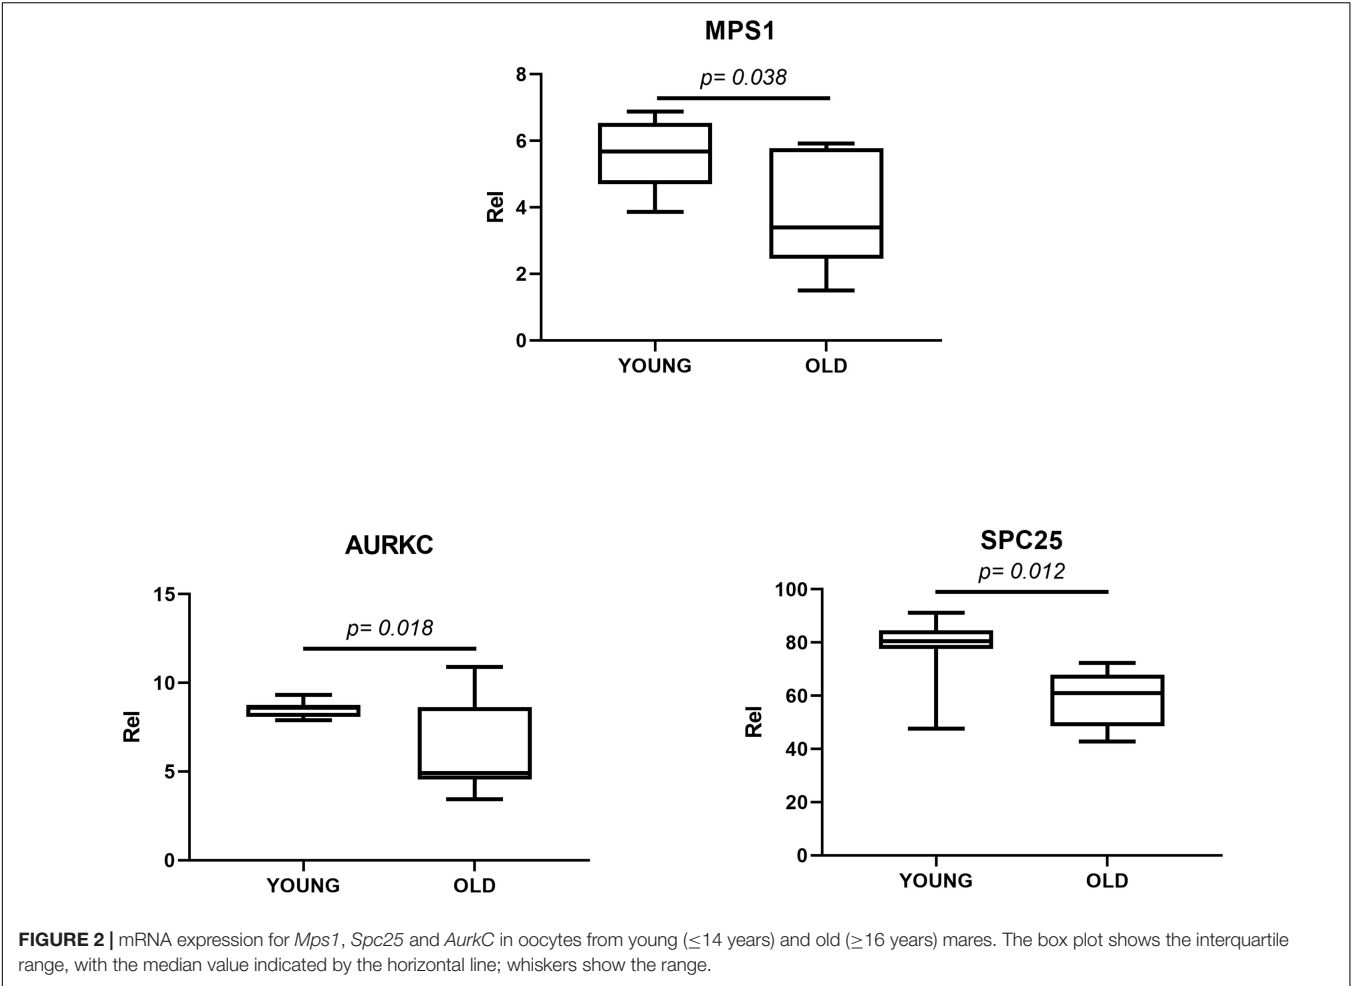 MPS1
p= 0.038
8
6
4
2
0
Rel
YOUNG OLD
AURKC
p= 0.018
15
10
5
0
Rel
YOUNG OLD
SPC25
p= 0.012
100
80
60
40
20
0
Rel
YOUNG OLD
FIGURE 2 | mRNA expression for Mps1, Spc25 and AurkC in oocytes from young (≤14 years) and old (≥16 years) mares. The box plot shows the interquartile
range, with the median value indicated by the horizontal line; whiskers show the range.